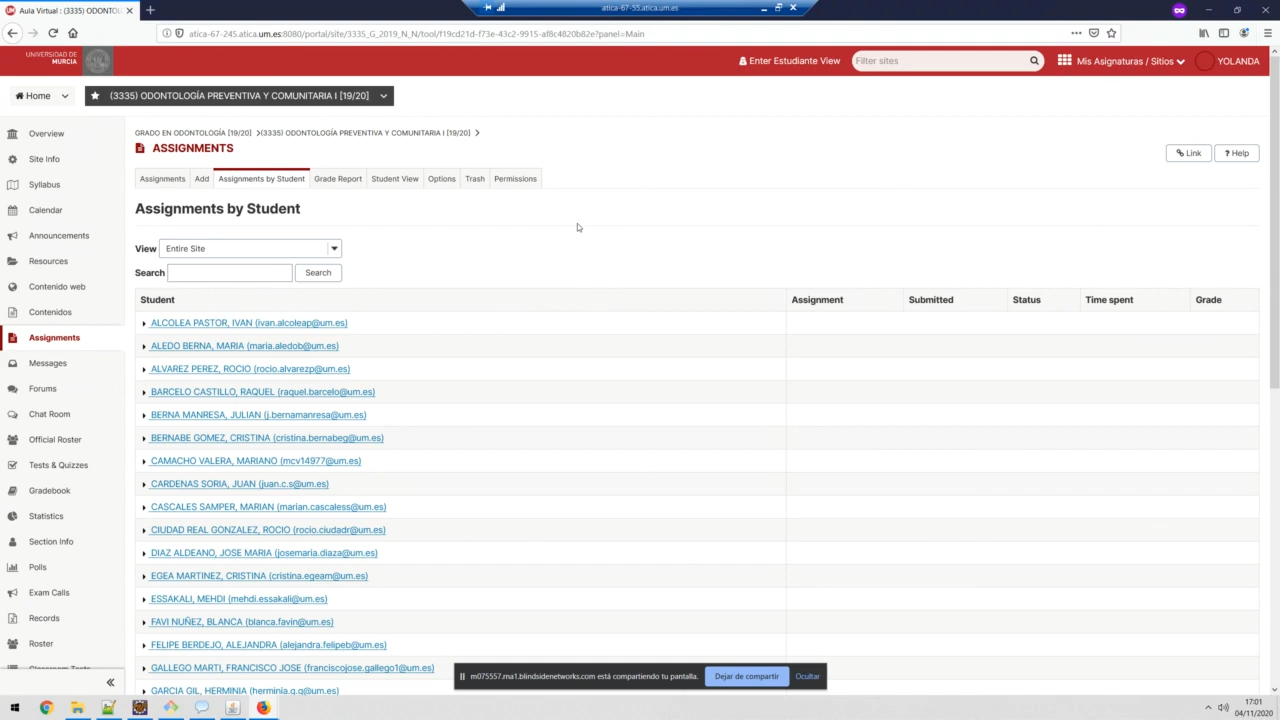 Aula Virtual : (3335) ODONTOL
atica-67-55.atica.um.es
atica-67-245.atica.um.es:8080/portal/site/3335_G_2019_N_N/tool/f19cd21d-f73e-43c2-9915-af8c4820b82e?panel=Main
UNIVERSIDAD DE
MURCIA
Enter Estudiante View
Filter sites
Mis Asignaturas / Sitios
YOLANDA
Home
(3335) ODONTOLOGÍA PREVENTIVA Y COMUNITARIA I [19/20]
GRADO EN ODONTOLOGÍA [19/20] >(3335) ODONTOLOGÍA PREVENTIVA Y COMUNITARIA I [19/20] >
ASSIGNMENTS
Link
? Help
Assignments Add Assignments by Student Grade Report Student View Options Trash Permissions
Assignments by Student
View Entire Site
Search Search
Student Assignment Submitted Status Time spent Grade
ALCOLEA PASTOR, IVAN (ivan.alcoleap@um.es)
ALEDO BERNA, MARIA (maria.aledob@um.es)
ALVAREZ PEREZ, ROCIO (rocio.alvarezp@um.es)
BARCELO CASTILLO, RAQUEL (raquel.barcelo@um.es)
BERNA MANRESA, JULIAN (j.bernamanresa@um.es)
BERNABE GOMEZ, CRISTINA (cristina.bernabeg@um.es)
CAMACHO VALERA, MARIANO (mcv14977@um.es)
CARDENAS SORIA, JUAN (juan.c.s@um.es)
CASCALES SAMPER, MARIAN (marian.cascaless@um.es)
CIUDAD REAL GONZALEZ, ROCIO (rocio.ciudadr@um.es)
DIAZ ALDEANO, JOSE MARIA (josemaria.diaza@um.es)
EGEA MARTINEZ, CRISTINA (cristina.egeam@um.es)
ESSAKALI, MEHDI (mehdi.essakali@um.es)
FAVI NUÑEZ, BLANCA (blanca.favin@um.es)
FELIPE BERDEJO, ALEJANDRA (alejandra.felipeb@um.es)
GALLEGO MARTI, FRANCISCO JOSE (franciscojose.gallego1@um.es)
GARCIA GIL, HERMINIA (herminia.g.g@um.es)
Overview
Site Info
Syllabus
Calendar
Announcements
Resources
Contenido web
Contenidos
Assignments
Messages
Forums
Chat Room
Official Roster
Tests & Quizzes
Gradebook
Statistics
Section Info
Polls
Exam Calls
Records
Roster
Classroom Tests
m075557.rna1.blindsidenetworks.com está compartiendo tu pantalla.
Dejar de compartir
Ocultar
17:01
04/11/2020